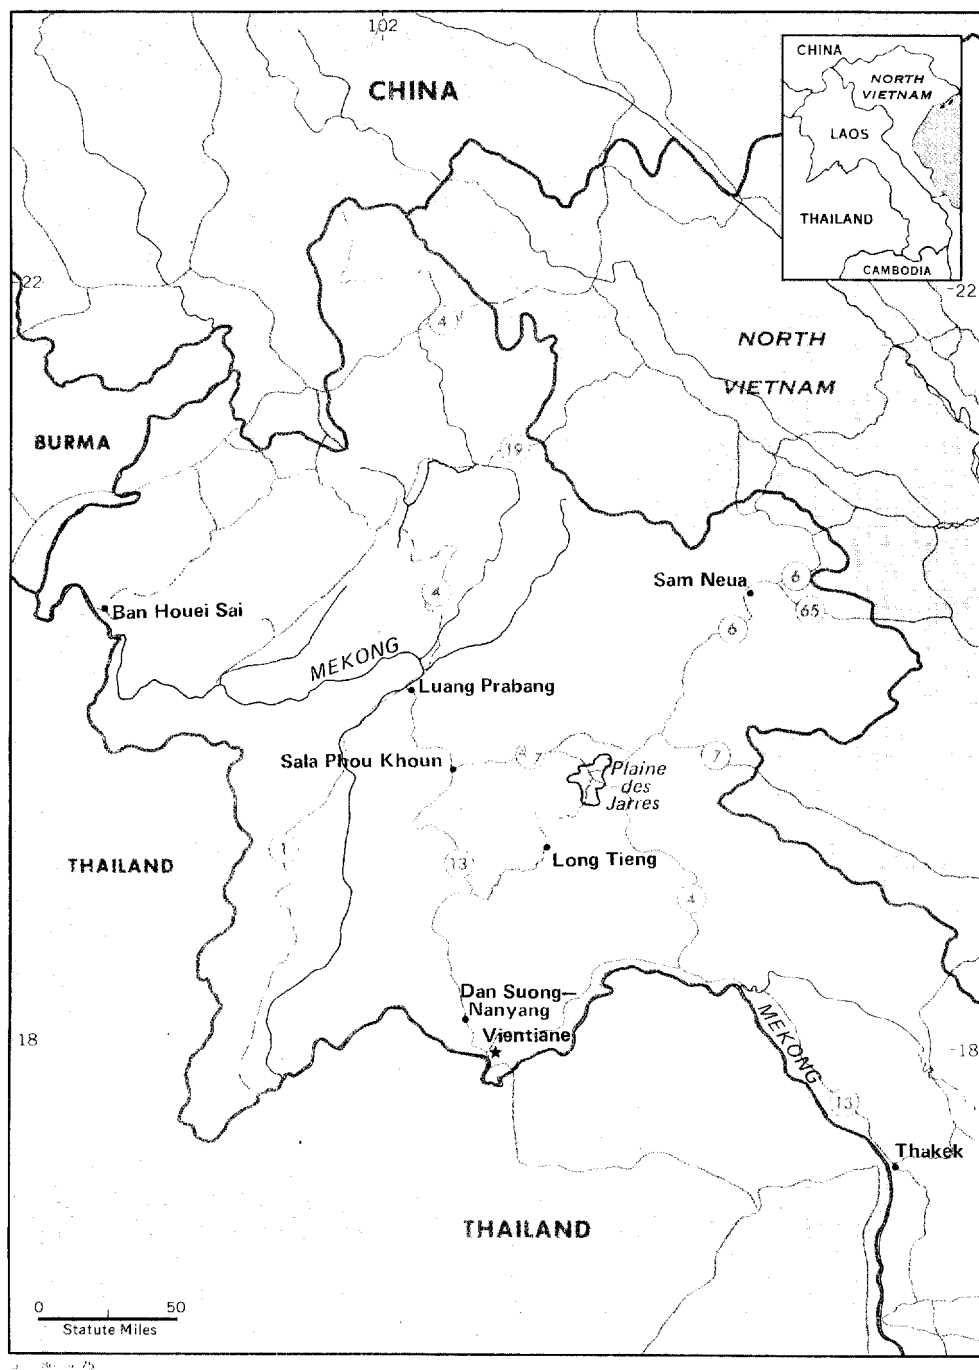 102
CHINA
CHINA
NORTH
VIETNAM
LAOS
THAILAND
CAMBODIA
22
22
4
NORTH
VIETNAM
BURMA
19
Sam Neua
6
65
4
Ban Houei Sai
6
MEKONG
Luang Prabang
Sala Phou Khoun
7
7
Plaine
des
Jarres
THAILAND
1
13
Long Tieng
4
Dan Suong—
Nanyang
Vientiane
18
18
MEKONG
13
Thakek
THAILAND
0 50
Statute Miles